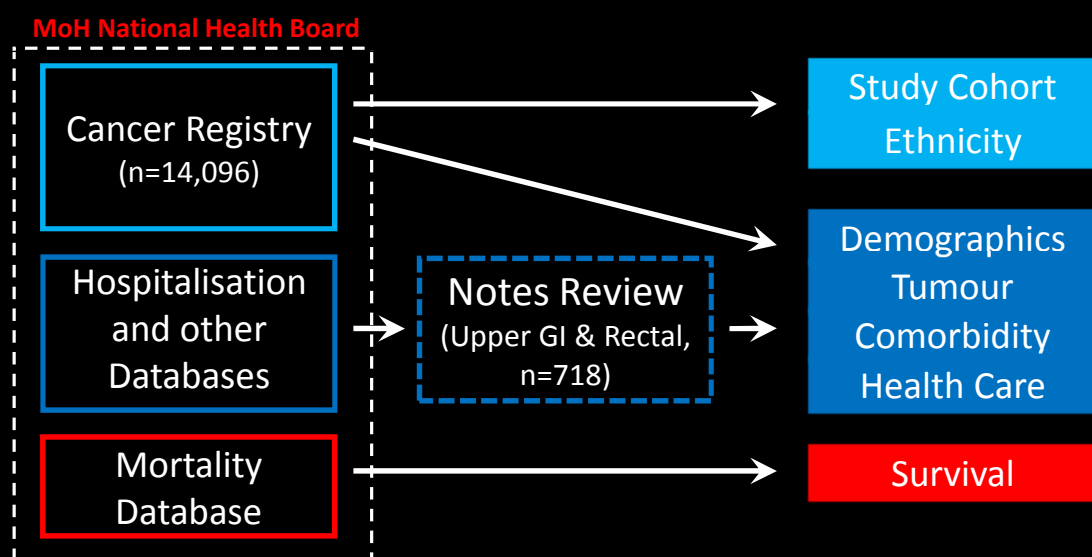 MoH National Health Board
Cancer Registry
(n=14,096)
Hospitalisation
and other
Databases
Mortality
Database
Notes Review
(Upper GI & Rectal,
n=718)
Study Cohort
Ethnicity
Demographics
Tumour
Comorbidity
Health Care
Survival